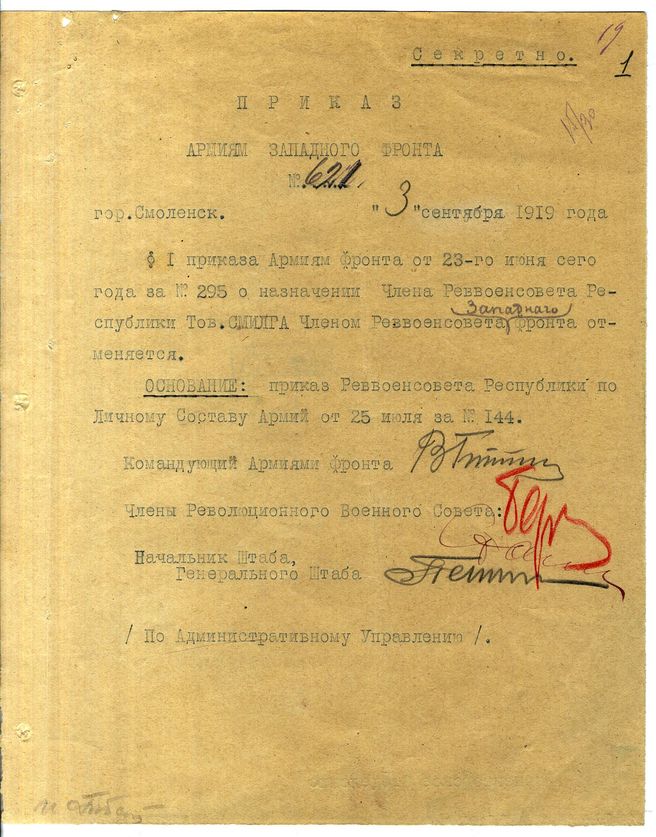 19
Секретно.
1
ПРИКАЗ
АРМИЯМ ЗАПАДНОГО ФРОНТА
№ 621.
гор.Смоленск. "3" сентября 1919 года
§ I приказа Армиям фронта от 23-го июня сего
года за № 295 о назначении Члена Реввоенсовета Ре-
Западного
спублики Тов.СМИЛГА Членом Реввоенсовета фронта от-
меняется.
ОСНОВАНИЕ: приказ Реввоенсовета Республики по
Личному Составу Армий от 25 июля за № 144.
Командующий Армиями фронта
Члены Революционного Военного Совета:
Начальник Штаба,
Генерального Штаба
/ По Административному Управлению /.